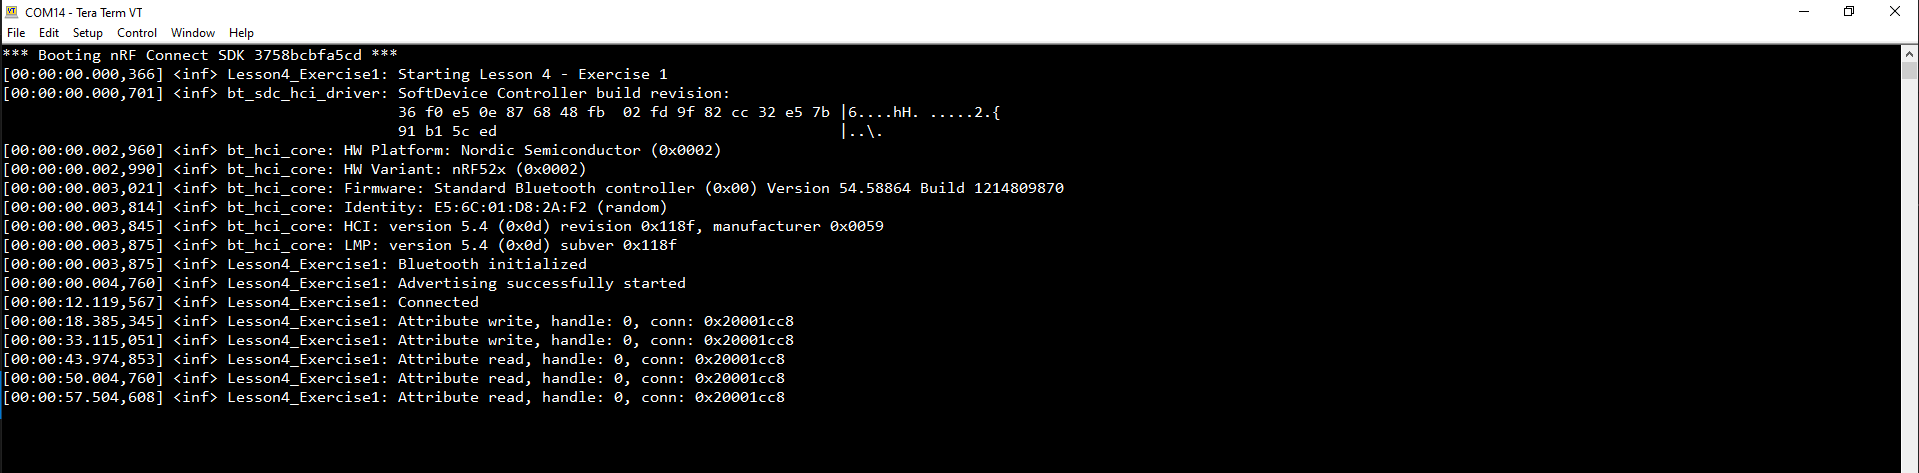 COM14 - Tera Term VT
File Edit Setup Control Window Help
*** Booting nRF Connect SDK 3758bcbfa5cd ***
[00:00:00.000,366] <inf> Lesson4_Exercise1: Starting Lesson 4 - Exercise 1
[00:00:00.000,701] <inf> bt_sdc_hci_driver: SoftDevice Controller build revision:
36 f0 e5 0e 87 68 48 fb  02 fd 9f 82 cc 32 e5 7b |6....hH. .....2.{
91 b1 5c ed                                      |..\.
[00:00:00.002,960] <inf> bt_hci_core: HW Platform: Nordic Semiconductor (0x0002)
[00:00:00.002,990] <inf> bt_hci_core: HW Variant: nRF52x (0x0002)
[00:00:00.003,021] <inf> bt_hci_core: Firmware: Standard Bluetooth controller (0x00) Version 54.58864 Build 1214809870
[00:00:00.003,814] <inf> bt_hci_core: Identity: E5:6C:01:D8:2A:F2 (random)
[00:00:00.003,845] <inf> bt_hci_core: HCI: version 5.4 (0x0d) revision 0x118f, manufacturer 0x0059
[00:00:00.003,875] <inf> bt_hci_core: LMP: version 5.4 (0x0d) subver 0x118f
[00:00:00.003,875] <inf> Lesson4_Exercise1: Bluetooth initialized
[00:00:00.004,760] <inf> Lesson4_Exercise1: Advertising successfully started
[00:00:12.119,567] <inf> Lesson4_Exercise1: Connected
[00:00:18.385,345] <inf> Lesson4_Exercise1: Attribute write, handle: 0, conn: 0x20001cc8
[00:00:33.115,051] <inf> Lesson4_Exercise1: Attribute write, handle: 0, conn: 0x20001cc8
[00:00:43.974,853] <inf> Lesson4_Exercise1: Attribute read, handle: 0, conn: 0x20001cc8
[00:00:50.004,760] <inf> Lesson4_Exercise1: Attribute read, handle: 0, conn: 0x20001cc8
[00:00:57.504,608] <inf> Lesson4_Exercise1: Attribute read, handle: 0, conn: 0x20001cc8